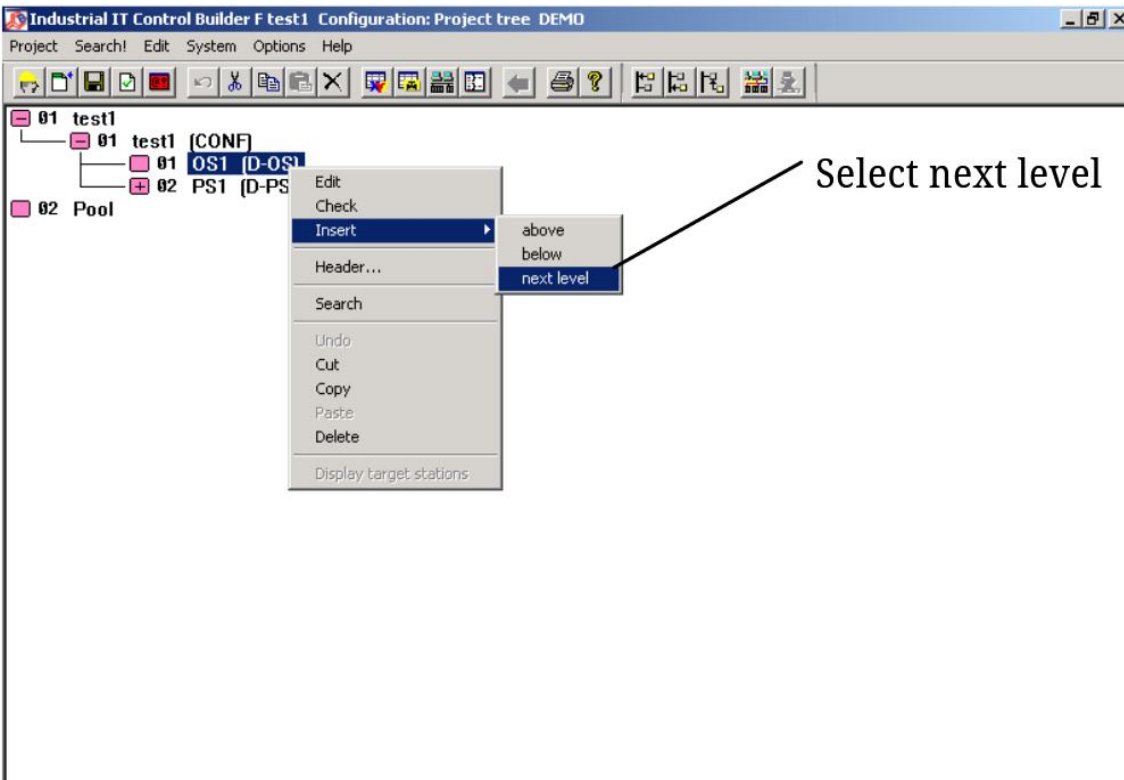 Industrial IT Control Builder F test1 Configuration: Project tree DEMO
Project Search! Edit System Options Help
01 test1
01 test1 (CONF)
01 OS1 (D-OS)
02 PS1 (D-PS
02 Pool
Edit
Check
Insert
Header...
Search
Undo
Cut
Copy
Paste
Delete
Display target stations
above
below
next level
Select next level